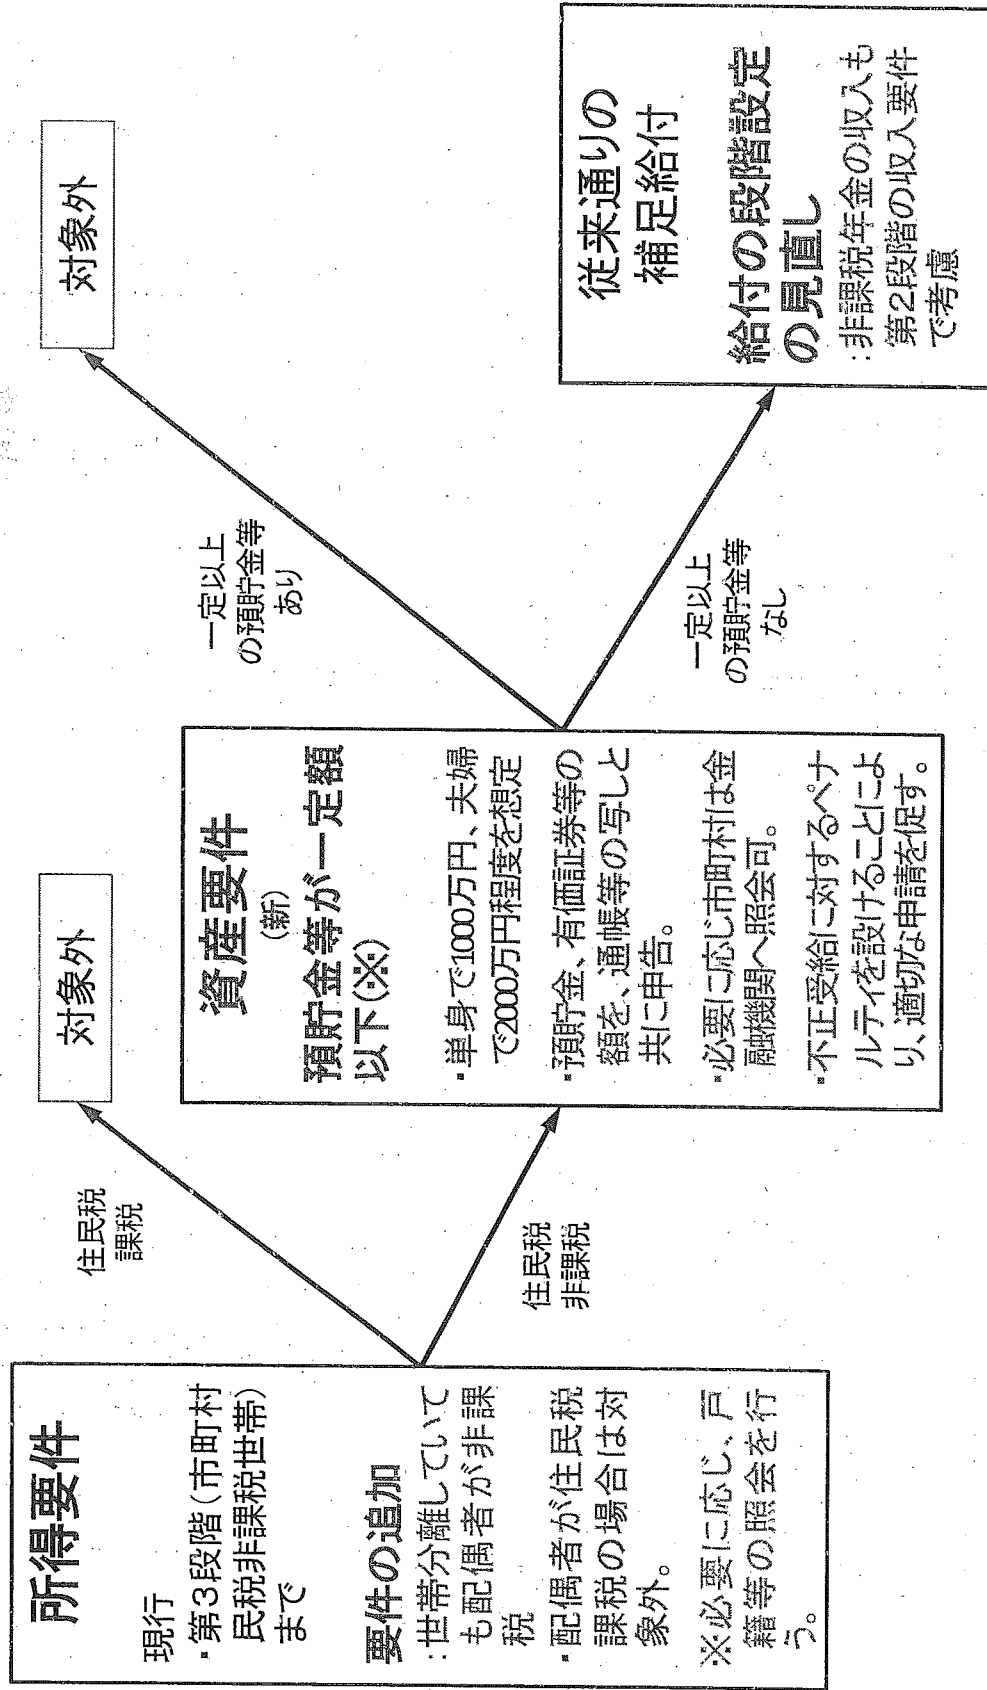 所得要件
現行
・第3段階（市町村
民税非課税世帯）
まで
要件の追加
：世帯分離していて
も配偶者が非課
税
・配偶者が住民税
課税の場合は対
象外。
※必要に応じ、戸
籍等の照会を行
う。
住民税
課税
対象外
住民税
非課税
資産要件
（新）
預貯金等が一定額
以下（※）
・単身で1000万円、夫婦
で2000万円程度を想定
・預貯金、有価証券等の
額を、通帳等の写しと
共に申告。
・必要に応じ市町村は金
融機関へ照会可。
・不正受給に対するペナ
ルティを設けることによ
り、適切な申請を促す。
一定以上
の預貯金等
あり
対象外
一定以上
の預貯金等
なし
従来通りの
補足給付
給付の段階設定
の見直し
：非課税年金の収入も
第2段階の収入要件
で考慮